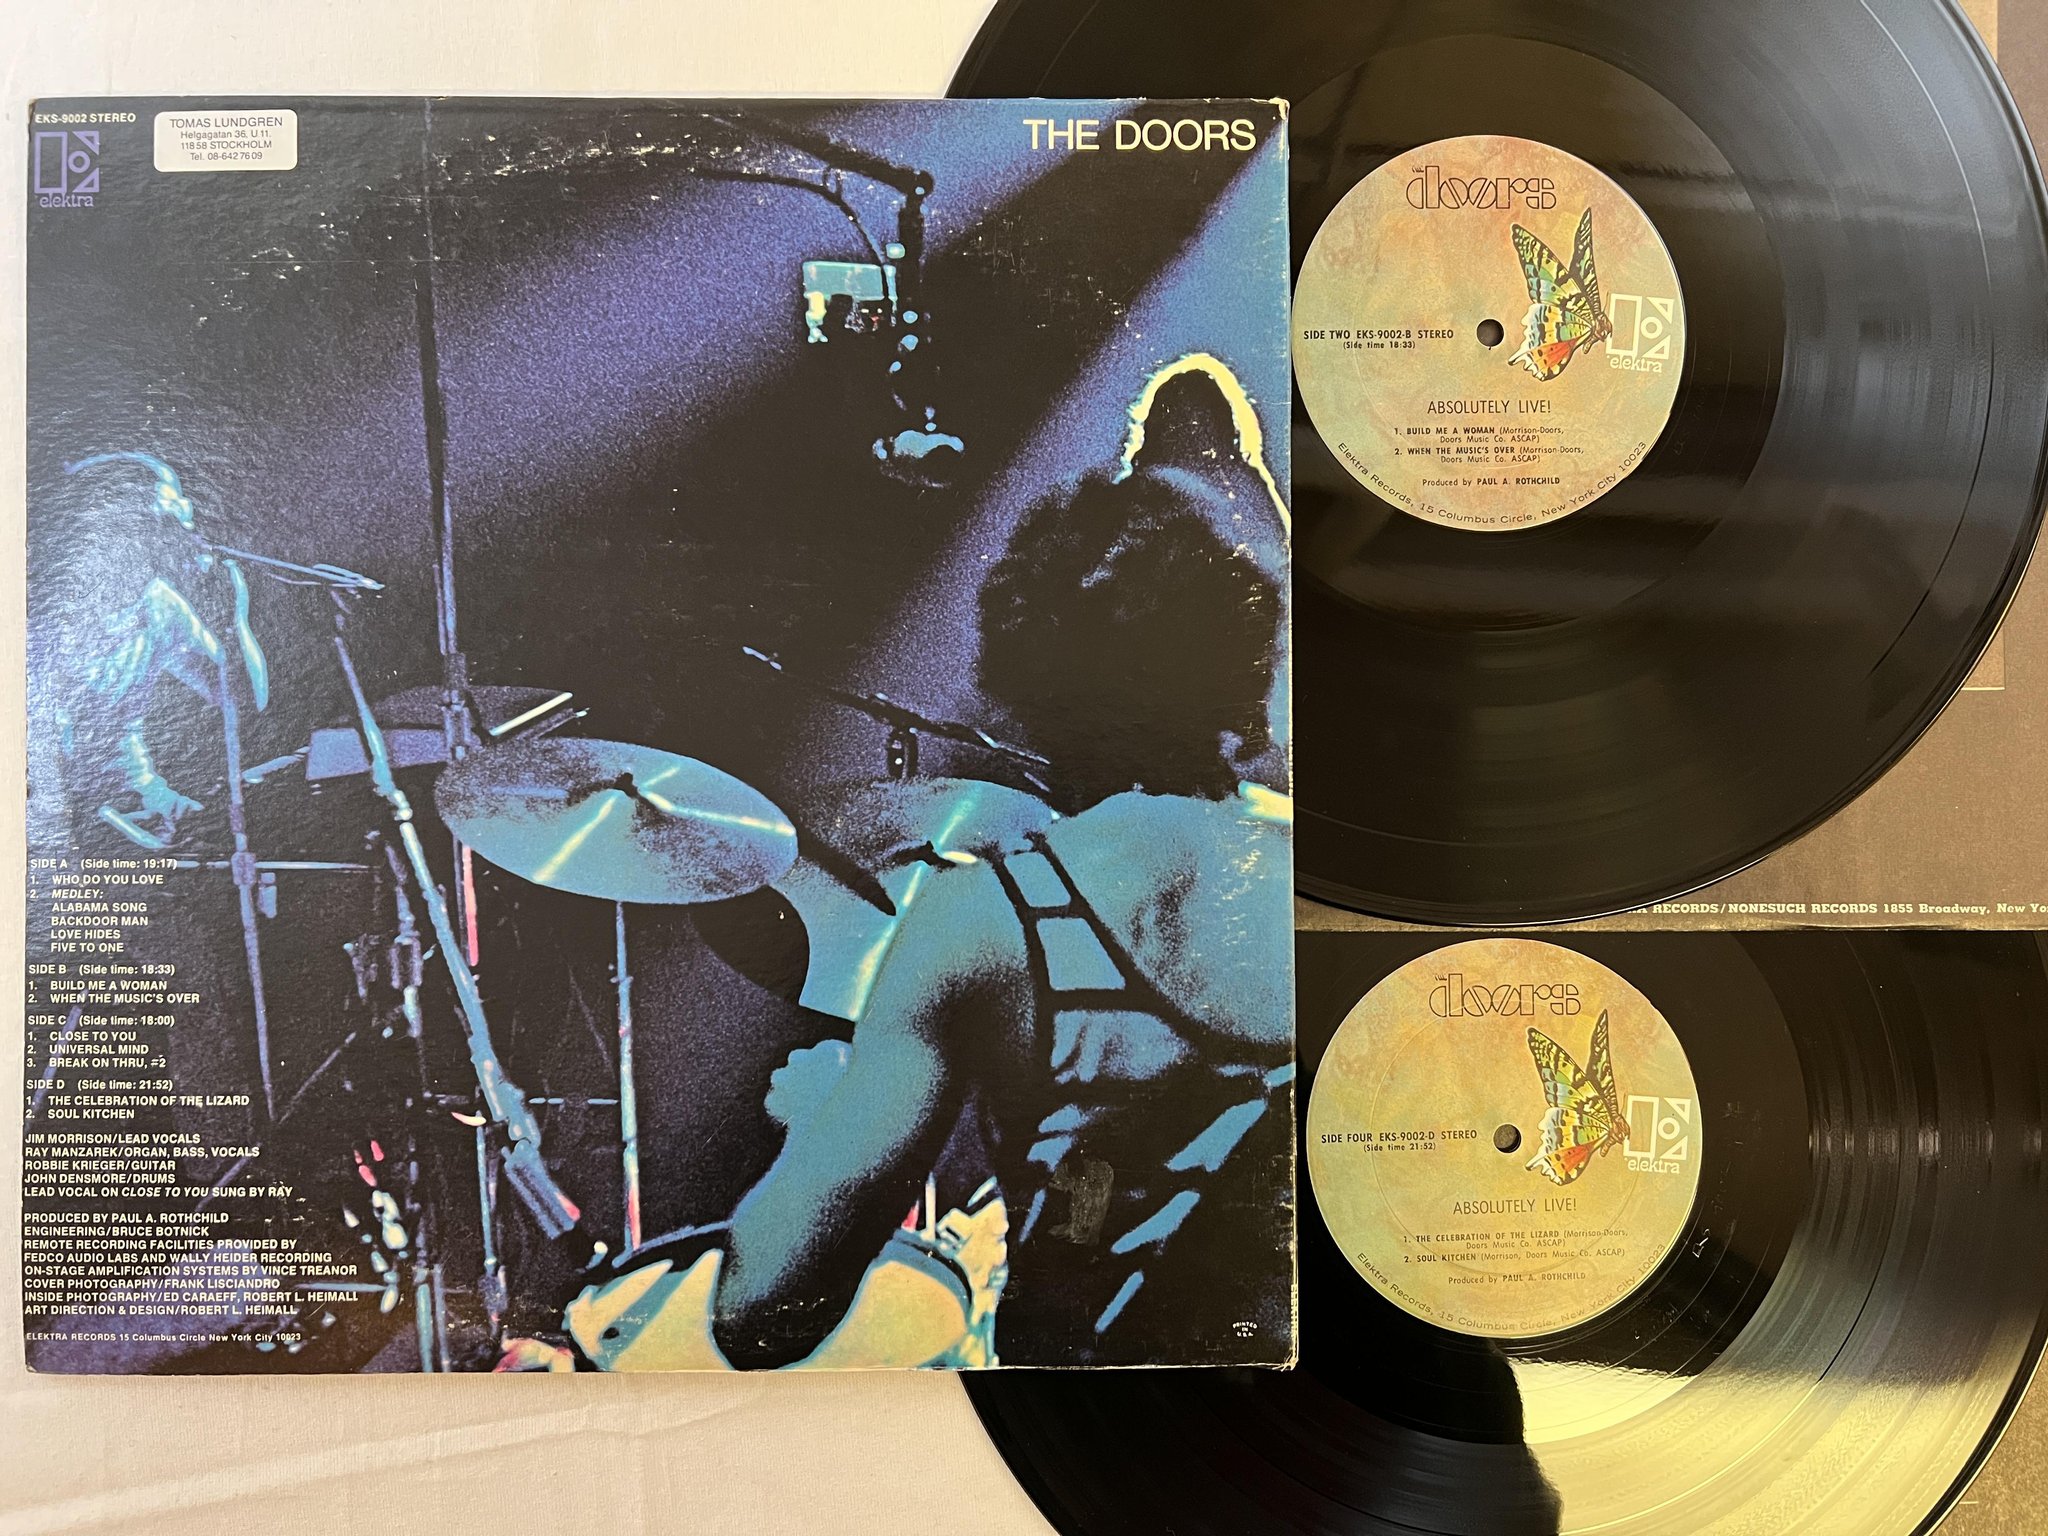 EKS-9002 STEREO
elektra
TOMAS LUNDGREN
Helgagatan 36, U 11.
118 58 STOCKHOLM
Tel. 08-642 76 09
THE DOORS
SIDE A (Side time: 19:17)
1. WHO DO YOU LOVE
2. MEDLEY:
ALABAMA SONG
BACKDOOR MAN
LOVE HIDES
FIVE TO ONE
SIDE B (Side time: 18:33)
1. BUILD ME A WOMAN
2. WHEN THE MUSIC'S OVER
SIDE C (Side time: 18:00)
1. CLOSE TO YOU
2. UNIVERSAL MIND
3. BREAK ON THRU, #2
SIDE D (Side time: 21:52)
1. THE CELEBRATION OF THE LIZARD
2. SOUL KITCHEN
JIM MORRISON/LEAD VOCALS
RAY MANZAREK/ORGAN, BASS, VOCALS
ROBBIE KRIEGER/GUITAR
JOHN DENSMORE/DRUMS
LEAD VOCAL ON CLOSE TO YOU SUNG BY RAY
PRODUCED BY PAUL A. ROTHCHILD
ENGINEERING/BRUCE BOTNICK
REMOTE RECORDING FACILITIES PROVIDED BY
FEDCO AUDIO LABS AND WALLY HEIDER RECORDING
ON-STAGE AMPLIFICATION SYSTEMS BY VINCE TREANOR
COVER PHOTOGRAPHY/FRANK LISCIANDRO
INSIDE PHOTOGRAPHY/ED CARAEFF, ROBERT L. HEIMALL
ART DIRECTION & DESIGN/ROBERT L. HEIMALL
ELEKTRA RECORDS 15 Columbus Circle New York City 10023
PRINTED
IN
U.S.A.
THE doors
SIDE TWO EKS-9002-B STEREO
(Side time 18:33)
elektra
ABSOLUTELY LIVE!
1. BUILD ME A WOMAN (Morrison-Doors,
Doors Music Co. ASCAP)
2. WHEN THE MUSIC'S OVER (Morrison-Doors,
Doors Music Co. ASCAP)
Produced by PAUL A. ROTHCHILD
Elektra Records, 15 Columbus Circle, New York City 10023
RECORDS/NONESUCH RECORDS 1855 Broadway, New
THE doors
SIDE FOUR EKS-9002-D STEREO
(Side time 21:52)
elektra
ABSOLUTELY LIVE!
1. THE CELEBRATION OF THE LIZARD (Morrison-Doors,
Doors Music Co. ASCAP)
2. SOUL KITCHEN (Morrison, Doors Music Co. ASCAP)
Produced by PAUL A. ROTHCHILD
Elektra Records, 15 Columbus Circle, New York City 10023